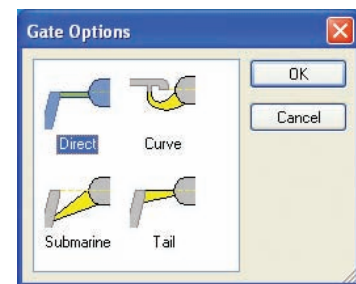 Gate Options
OK
Cancel
Direct
Curve
Submarine
Tail